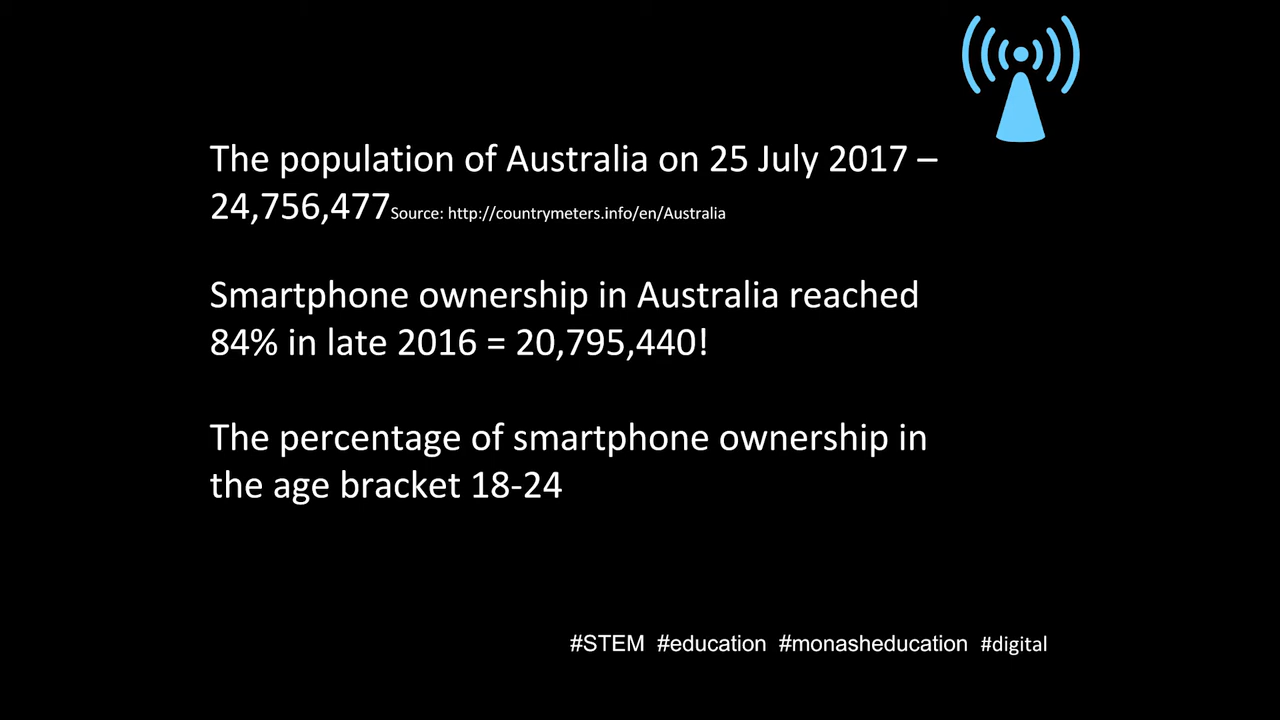 The population of Australia on 25 July 2017 –
24,756,477Source: http://countrymeters.info/en/Australia
Smartphone ownership in Australia reached
84% in late 2016 = 20,795,440!
The percentage of smartphone ownership in
the age bracket 18-24
#STEM #education #monasheducation #digital